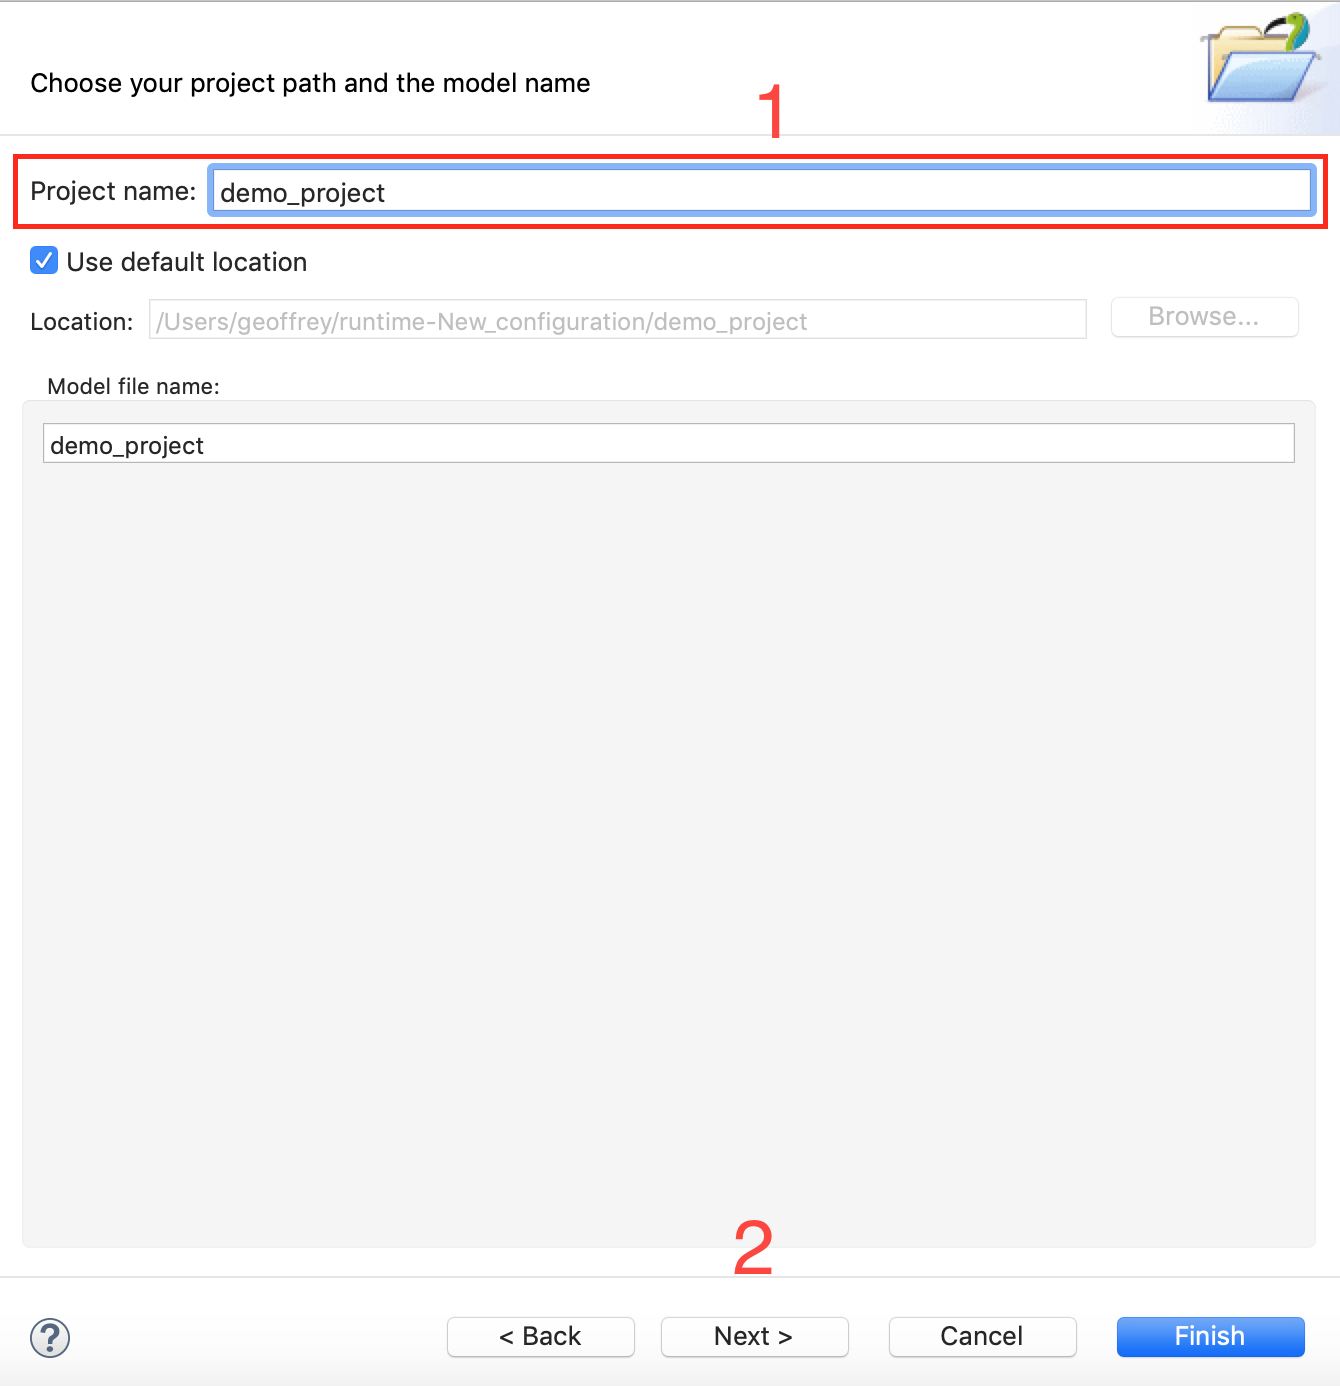 Choose your project path and the model name
1
Project name: demo_project
Use default location
Location: /Users/geoffrey/runtime-New_configuration/demo_project Browse...
Model file name:
demo_project
2
? < Back Next > Cancel Finish